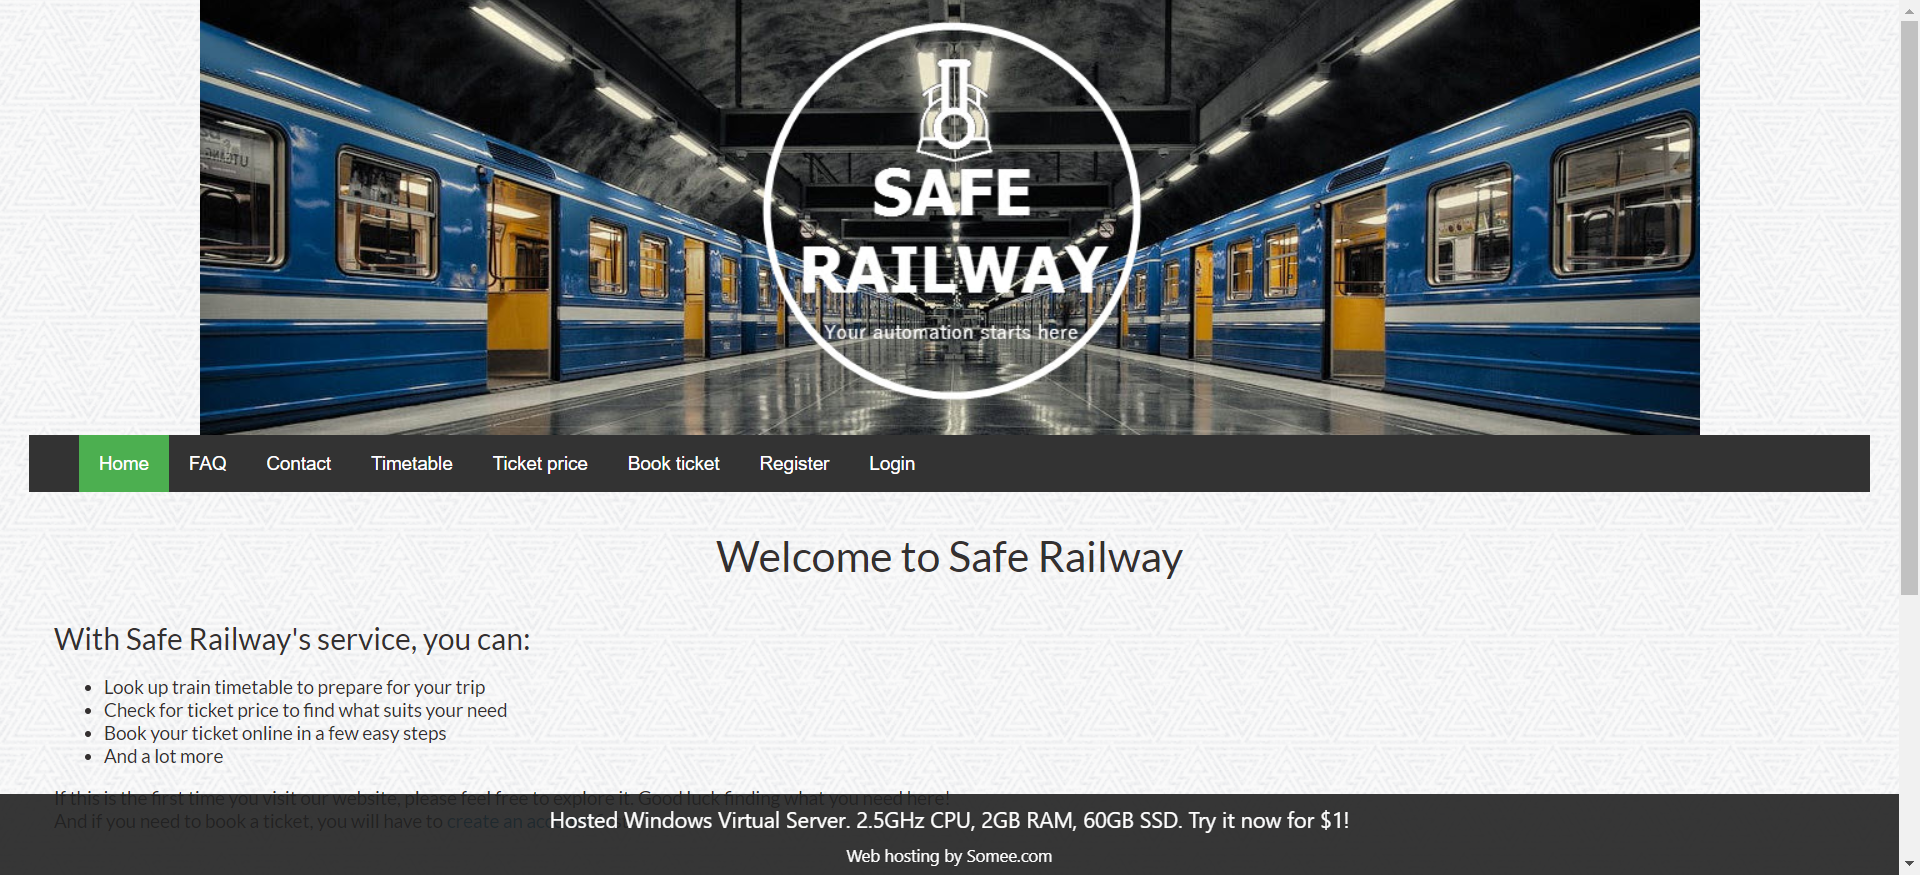 SAFE
RAILWAY
Your automation starts here
Home FAQ Contact Timetable Ticket price Book ticket Register Login
Welcome to Safe Railway
With Safe Railway's service, you can:
• Look up train timetable to prepare for your trip
• Check for ticket price to find what suits your need
• Book your ticket online in a few easy steps
• And a lot more
If this is the first time you visit our website, please feel free to explore it. Good luck finding what you need here!
And if you need to book a ticket, you will have to create an
Hosted Windows Virtual Server. 2.5GHz CPU, 2GB RAM, 60GB SSD. Try it now for $1!
Web hosting by Somee.com